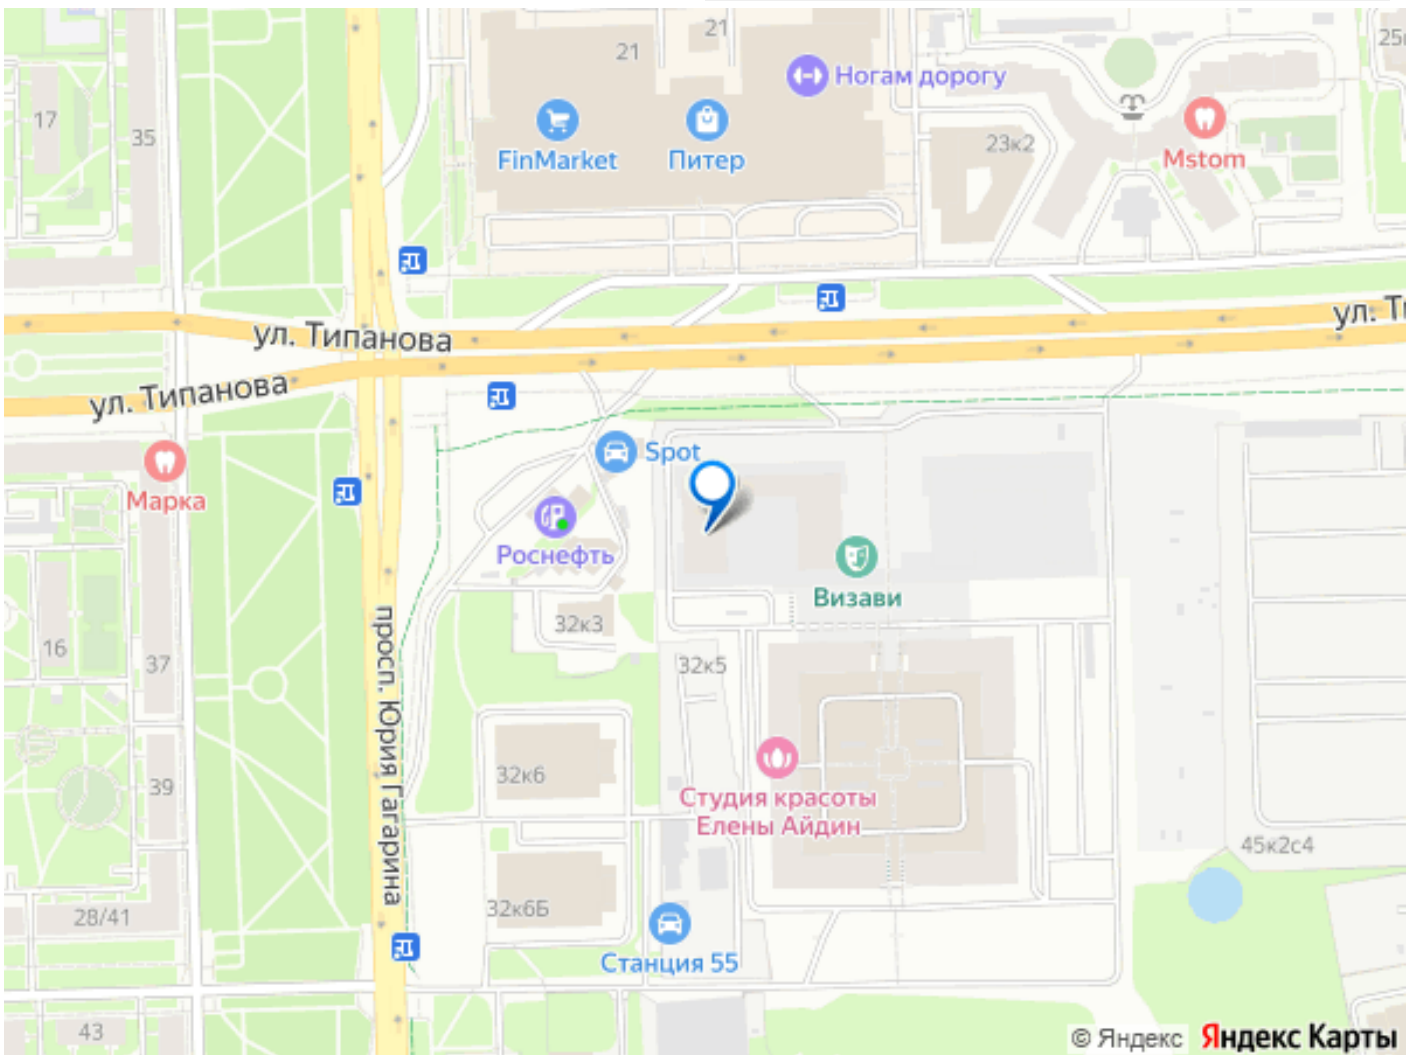 21
21
Ногам дорогу
17
35
FinMarket
Питер
23к2
Mstom
ул. Типанова
ул. Типанова
Spot
Марка
Роснефть
Визави
32к3
16
37
32к5
просп. Юрия Гагарина
32к6
39
Студия красоты
Елены Айдин
45к2с4
28/41
32к6Б
Станция 55
43
© Яндекс Яндекс Карты